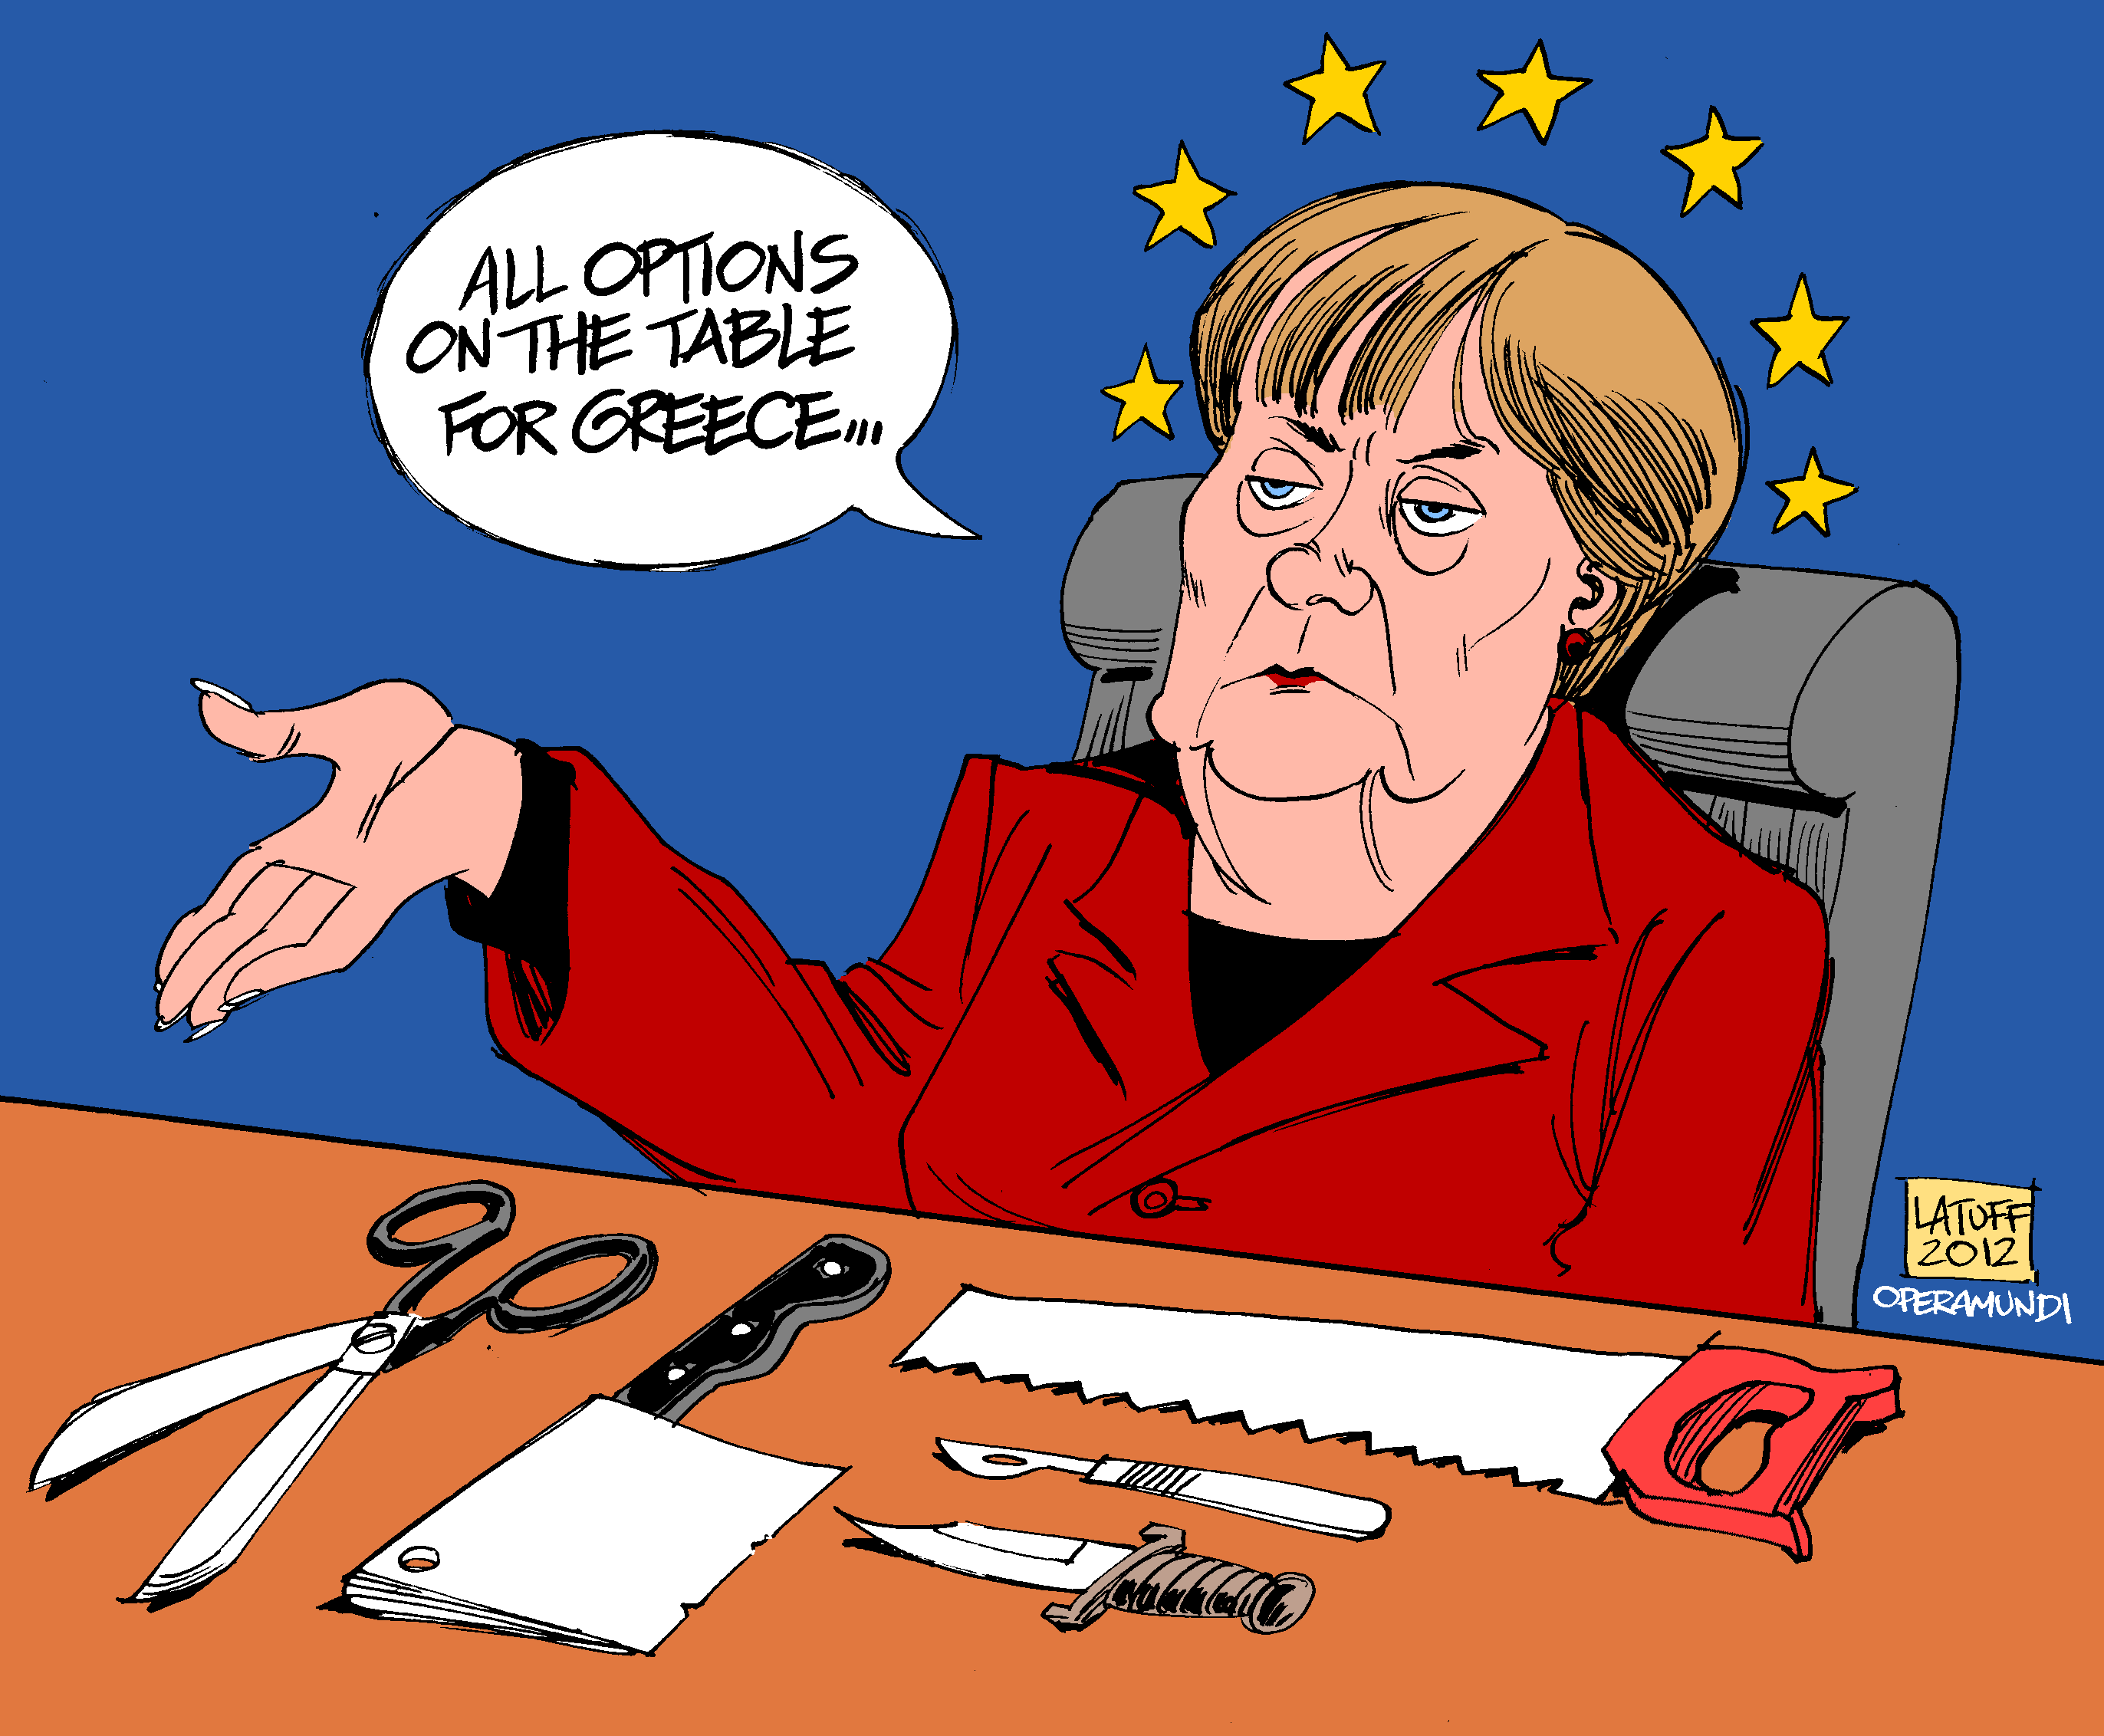 ALL OPTIONS
ON THE TABLE
FOR GREECE...
LATUFF
2012
OPERAMUNDI